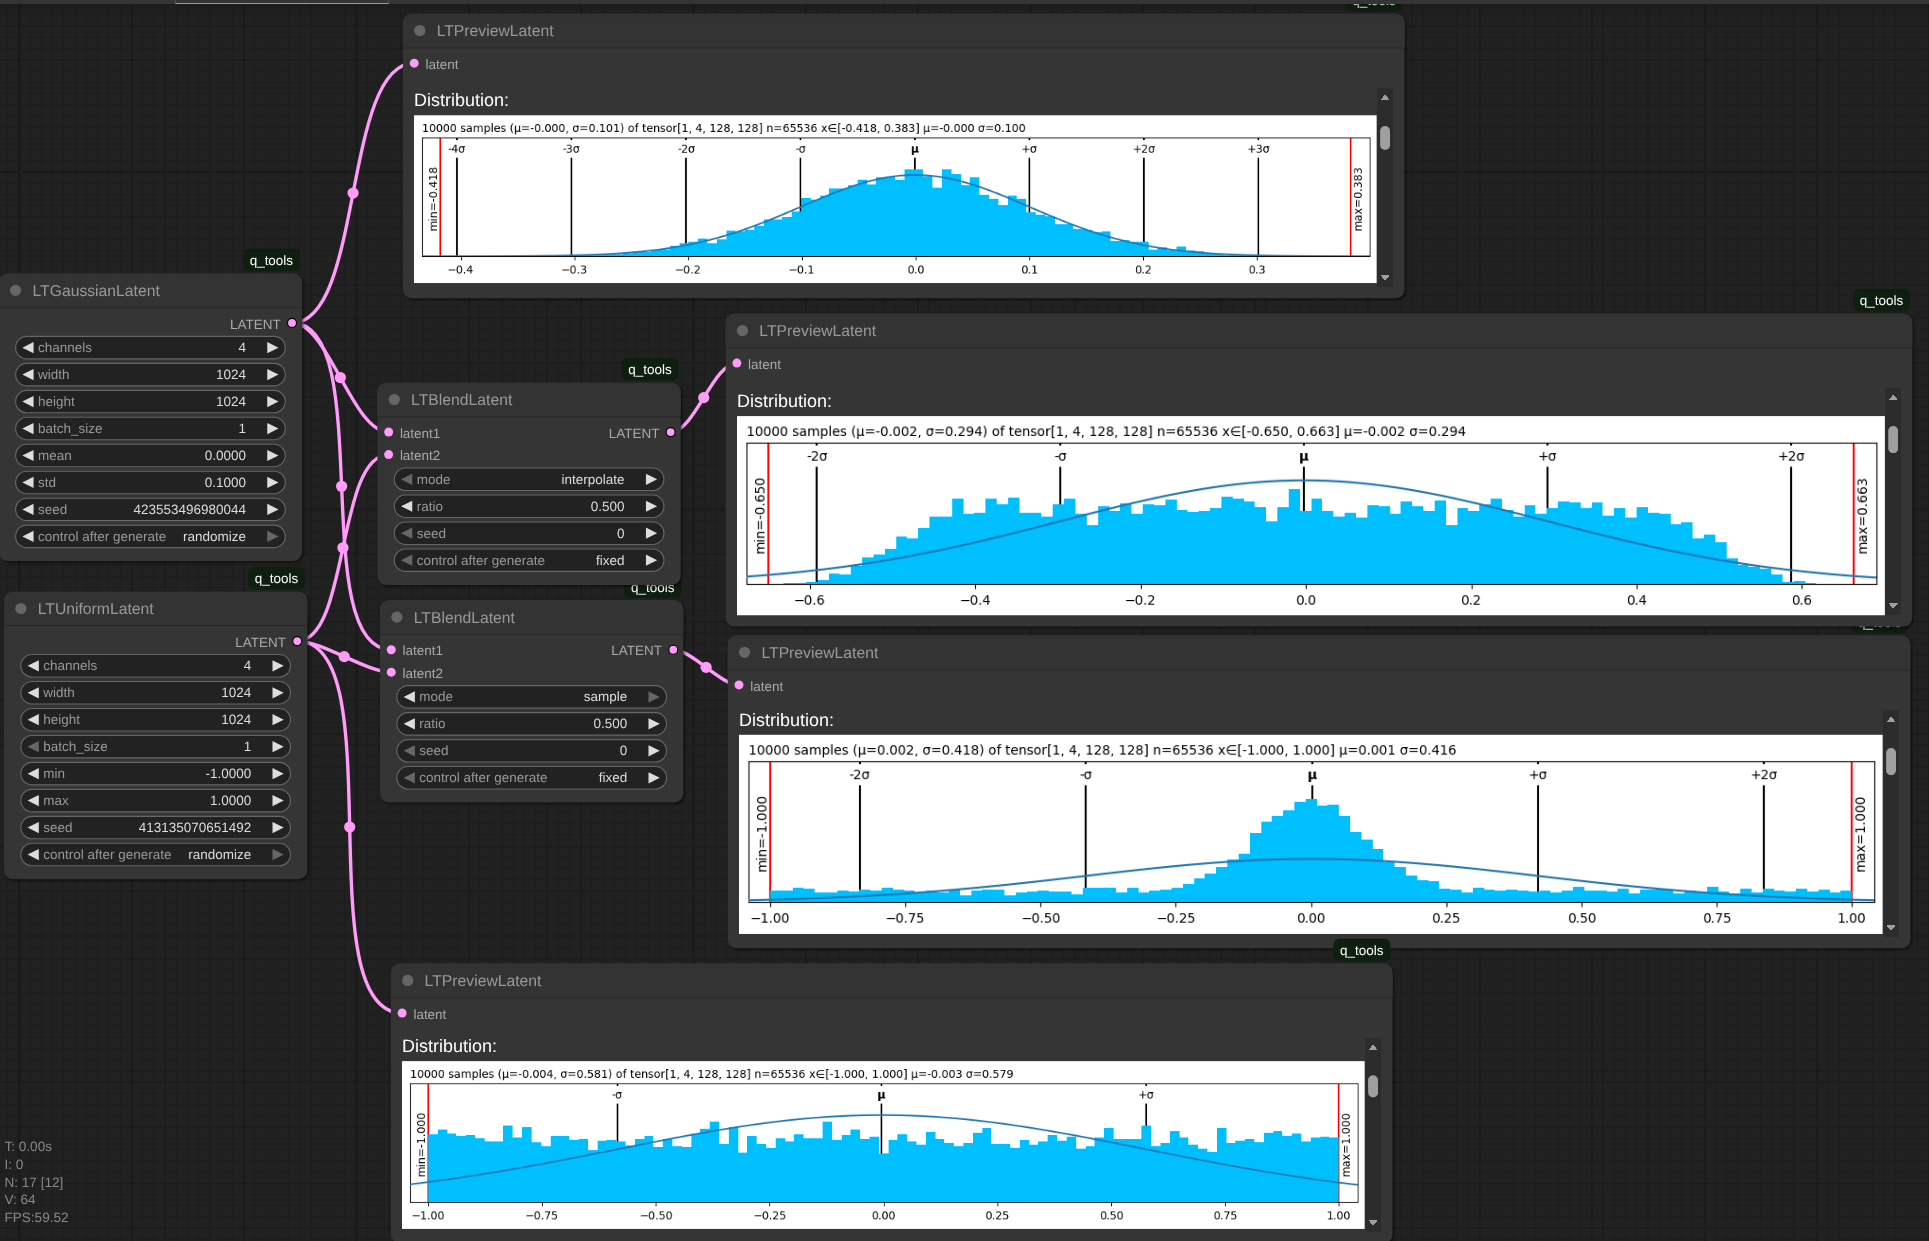 q_tools
LTPreviewLatent
latent
Distribution:
10000 samples (μ=-0.000, σ=0.101) of tensor[1, 4, 128, 128] n=65536 x∈[-0.418, 0.383] μ=-0.000 σ=0.100
-4σ -3σ -2σ -σ μ +σ +2σ +3σ
min=-0.418
max=0.383
−0.4 −0.3 −0.2 −0.1 0.0 0.1 0.2 0.3
q_tools
LTGaussianLatent
LATENT
channels 4
width 1024
height 1024
batch_size 1
mean 0.0000
std 0.1000
seed 423553496980044
control after generate randomize
q_tools
LTUniformLatent
LATENT
channels 4
width 1024
height 1024
batch_size 1
min -1.0000
max 1.0000
seed 413135070651492
control after generate randomize
q_tools
LTBlendLatent
latent1 LATENT
latent2
mode interpolate
ratio 0.500
seed 0
control after generate fixed
q_tools
LTBlendLatent
latent1 LATENT
latent2
mode sample
ratio 0.500
seed 0
control after generate fixed
q_tools
LTPreviewLatent
latent
Distribution:
10000 samples (μ=-0.002, σ=0.294) of tensor[1, 4, 128, 128] n=65536 x∈[-0.650, 0.663] μ=-0.002 σ=0.294
-2σ -σ μ +σ +2σ
min=-0.650
max=0.663
−0.6 −0.4 −0.2 0.0 0.2 0.4 0.6
q_tools
LTPreviewLatent
latent
Distribution:
10000 samples (μ=0.002, σ=0.418) of tensor[1, 4, 128, 128] n=65536 x∈[-1.000, 1.000] μ=0.001 σ=0.416
-2σ -σ μ +σ +2σ
min=-1.000
max=1.000
−1.00 −0.75 −0.50 −0.25 0.00 0.25 0.50 0.75 1.00
q_tools
LTPreviewLatent
latent
Distribution:
10000 samples (μ=-0.004, σ=0.581) of tensor[1, 4, 128, 128] n=65536 x∈[-1.000, 1.000] μ=-0.003 σ=0.579
-σ μ +σ
min=-1.000
max=1.000
−1.00 −0.75 −0.50 −0.25 0.00 0.25 0.50 0.75 1.00
T: 0.00s
I: 0
N: 17 [12]
V: 64
FPS:59.52